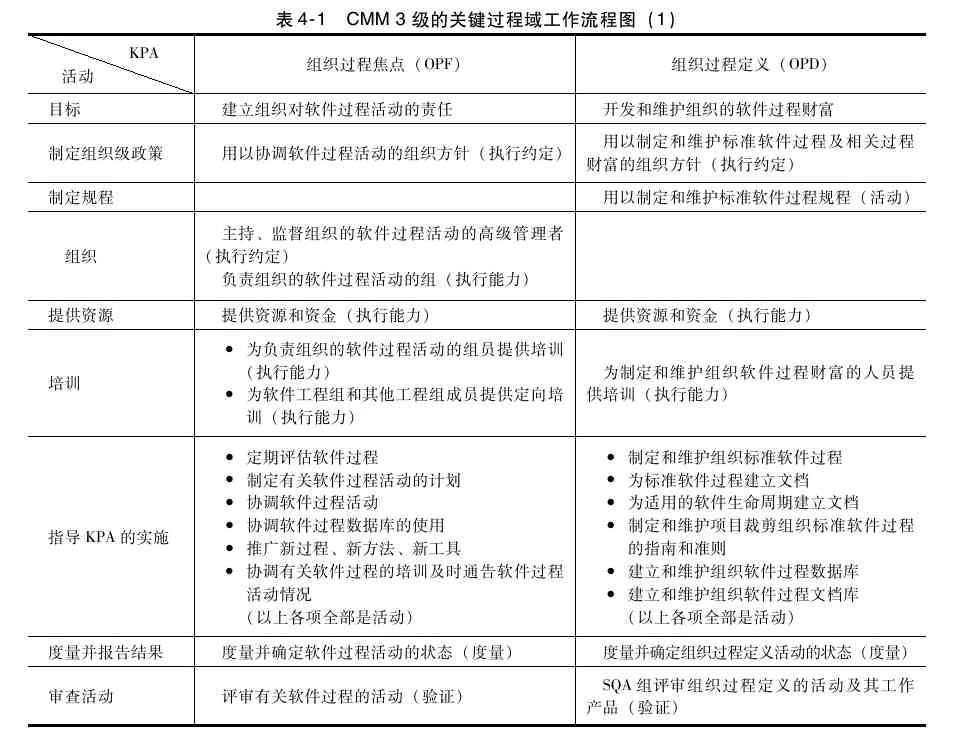 表 4-1 CMM 3 级的关键过程域工作流程图（1）
KPA
活动
组织过程焦点（OPF）
组织过程定义（OPD）
目标
建立组织对软件过程活动的责任
开发和维护组织的软件过程财富
制定组织级政策
用以协调软件过程活动的组织方针（执行约定）
用以制定和维护标准软件过程及相关过程
财富的组织方针（执行约定）
制定规程
用以制定和维护标准软件过程规程（活动）
组织
主持、监督组织的软件过程活动的高级管理者
（执行约定）
负责组织的软件过程活动的组（执行能力）
提供资源
提供资源和资金（执行能力）
提供资源和资金（执行能力）
培训
● 为负责组织的软件过程活动的组员提供培训
（执行能力）
● 为软件工程组和其他工程组成员提供定向培
训（执行能力）
为制定和维护组织软件过程财富的人员提
供培训（执行能力）
指导 KPA 的实施
● 定期评估软件过程
● 制定有关软件过程活动的计划
● 协调软件过程活动
● 协调软件过程数据库的使用
● 推广新过程、新方法、新工具
● 协调有关软件过程的培训及时通告软件过程
活动情况
（以上各项全部是活动）
● 制定和维护组织标准软件过程
● 为标准软件过程建立文档
● 为适用的软件生命周期建立文档
● 制定和维护项目裁剪组织标准软件过程
的指南和准则
● 建立和维护组织软件过程数据库
● 建立和维护组织软件过程文档库
（以上各项全部是活动）
度量并报告结果
度量并确定软件过程活动的状态（度量）
度量并确定组织过程定义活动的状态（度量）
审查活动
评审有关软件过程的活动（验证）
SQA 组评审组织过程定义的活动及其工作
产品（验证）